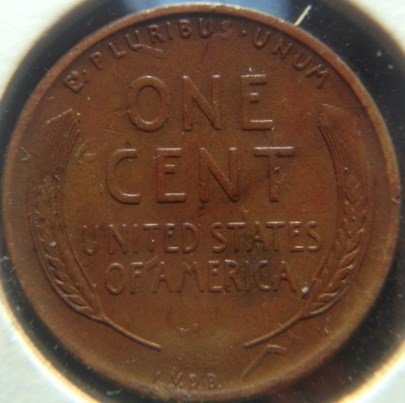 E·PLURIBUS·UNUM
ONE
CENT
UNITED STATES
OF AMERICA
V.D.B.